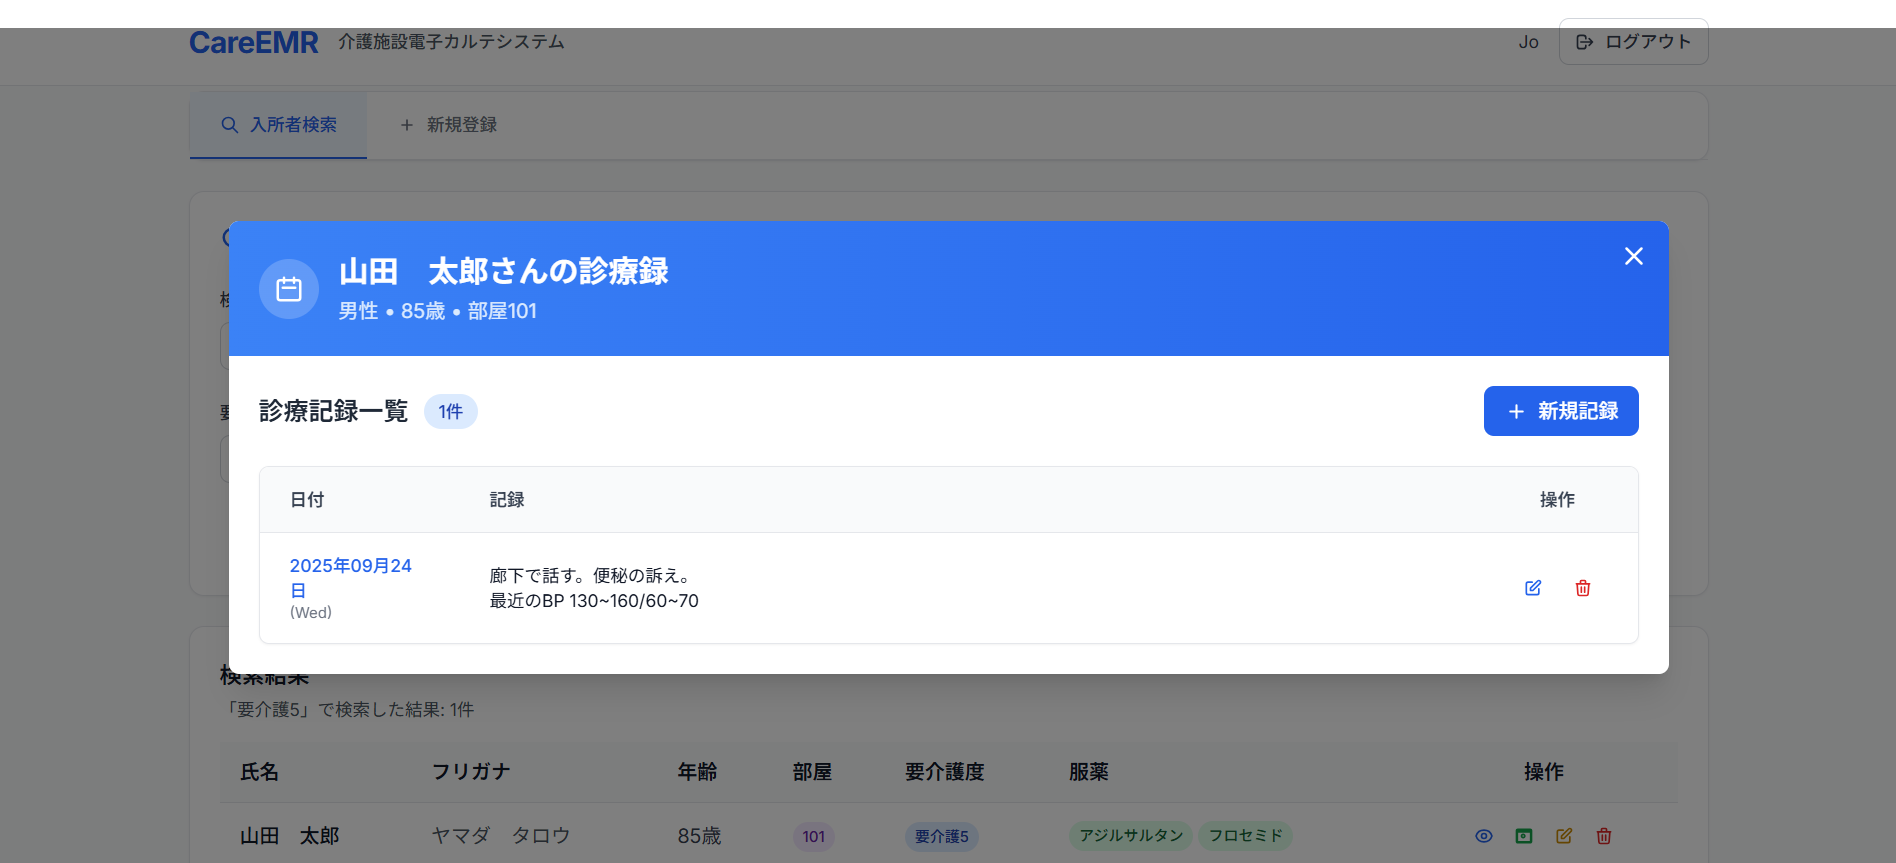 CareEMR 介護施設電子カルテシステム Jo ログアウト
入所者検索 新規登録
山田　太郎さんの診療録
男性 • 85歳 • 部屋101
診療記録一覧 1件 新規記録
日付 記録 操作
2025年09月24
日
(Wed)
廊下で話す。便秘の訴え。
最近のBP 130~160/60~70
検索結果
「要介護5」で検索した結果: 1件
氏名 フリガナ 年齢 部屋 要介護度 服薬 操作
山田　太郎 ヤマダ　タロウ 85歳 101 要介護5 アジルサルタン フロセミド